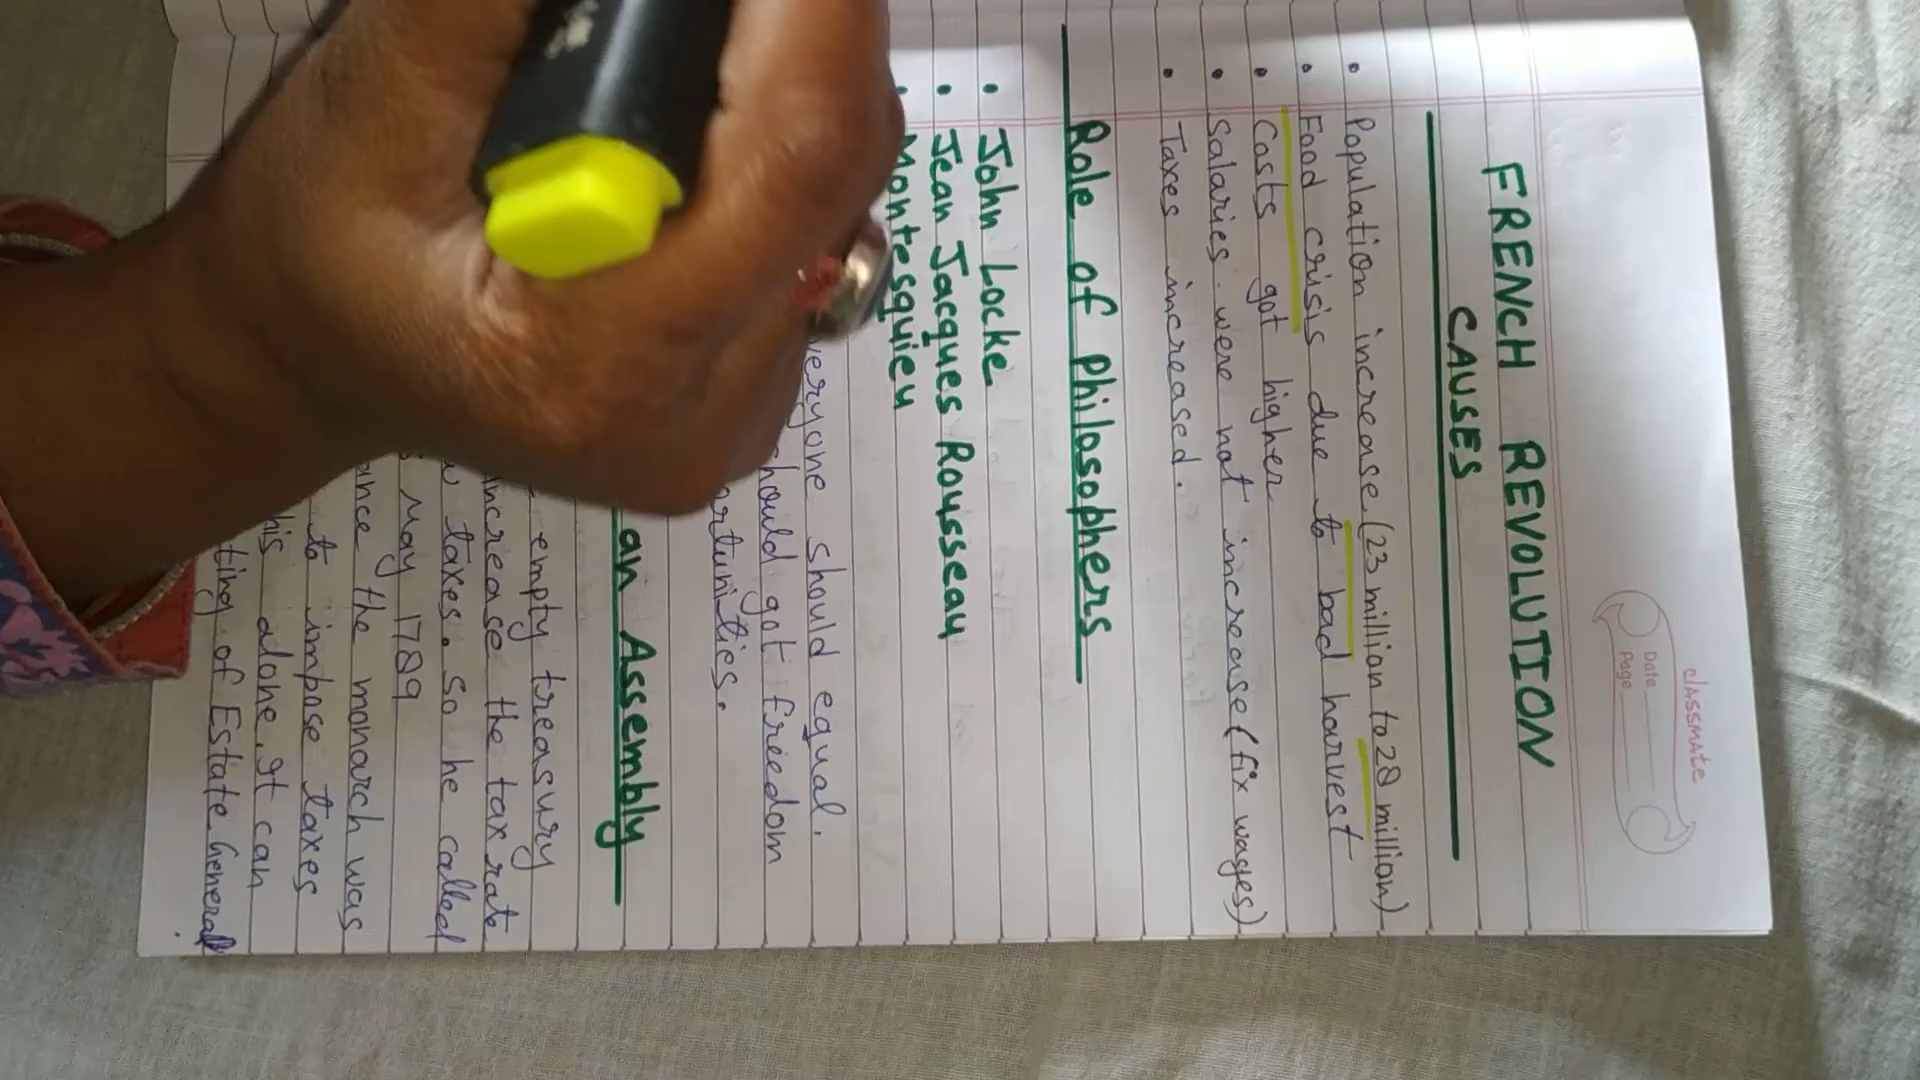 classmate
Date
Page
FRENCH REVOLUTION
CAUSES
• Population increase (23 million to 28 million)
• Food crisis due to bad harvest
• Costs got higher
• Salaries were not increase (fix wages)
• Taxes increased.
Role of Philosophers
• John Locke
• Jean Jacques Rousseau
• Montesquieu
everyone should equal.
should got freedom
an Assembly
empty treasury
increase the tax rate
taxes. So he called
May 1789
the monarch was
to impose taxes
alone. It can
of Estate General